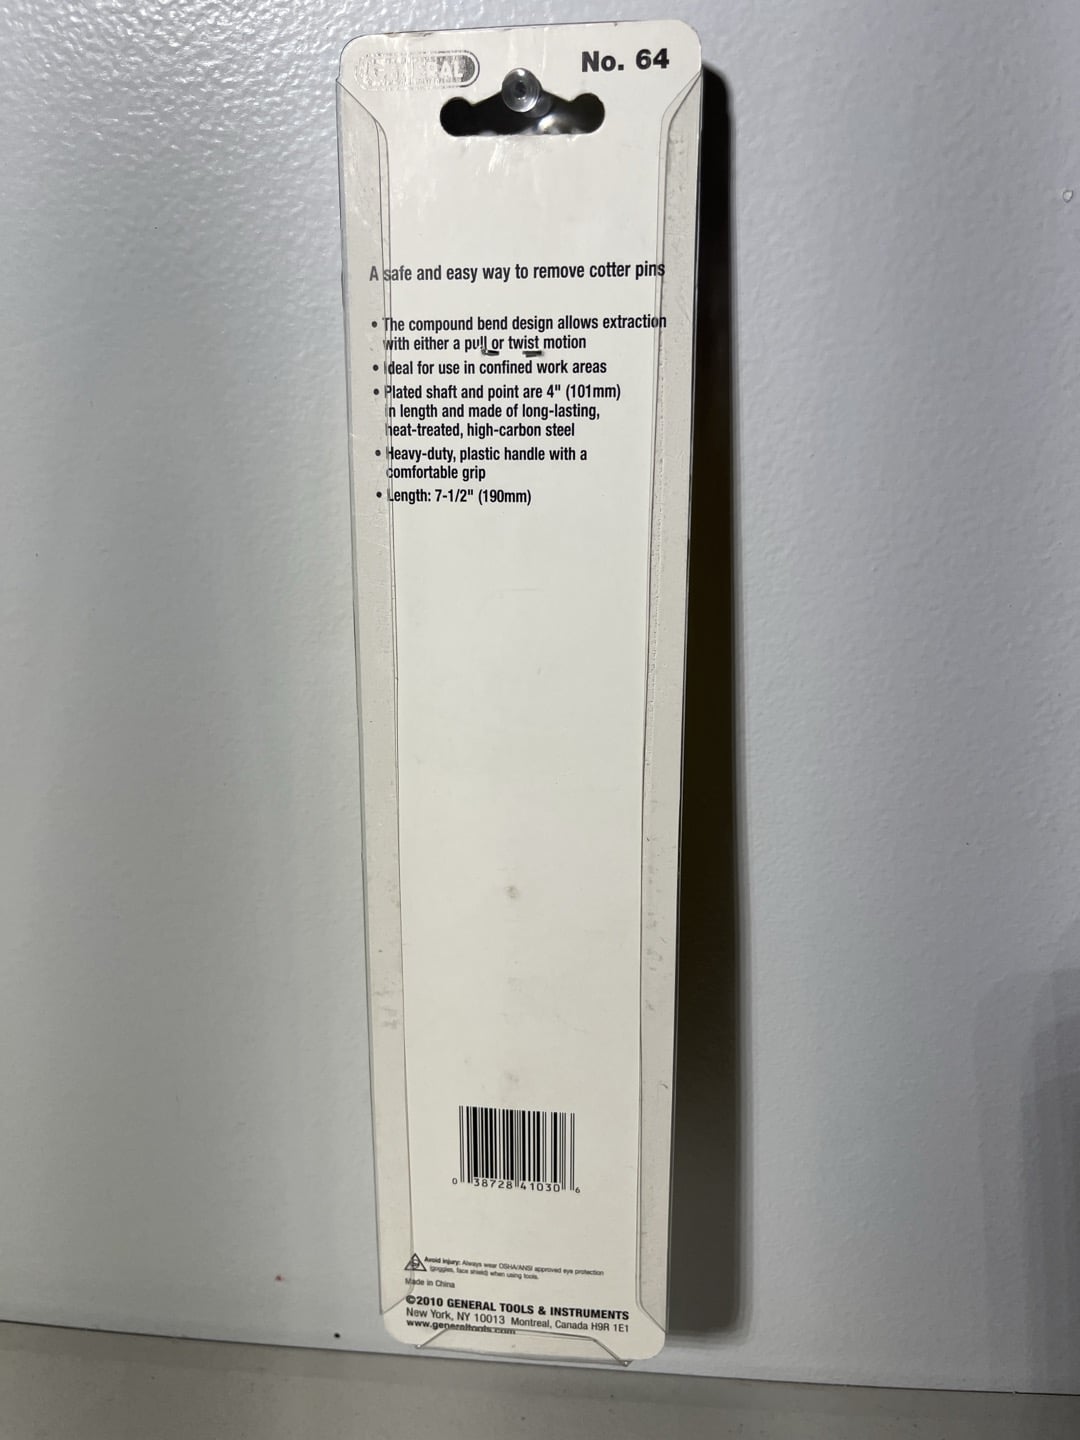 GENERAL
No. 64
A safe and easy way to remove cotter pins
• The compound bend design allows extraction
with either a pull or twist motion
• Ideal for use in confined work areas
• Plated shaft and point are 4" (101mm)
in length and made of long-lasting,
heat-treated, high-carbon steel
• Heavy-duty, plastic handle with a
comfortable grip
• Length: 7-1/2" (190mm)
0 38728 41030 6
Avoid injury: Always wear OSHA/ANSI approved eye protection
(goggles, face shield) when using tools.
Made in China
©2010 GENERAL TOOLS & INSTRUMENTS
New York, NY 10013 Montreal, Canada H9R 1E1
www.generaltools.com